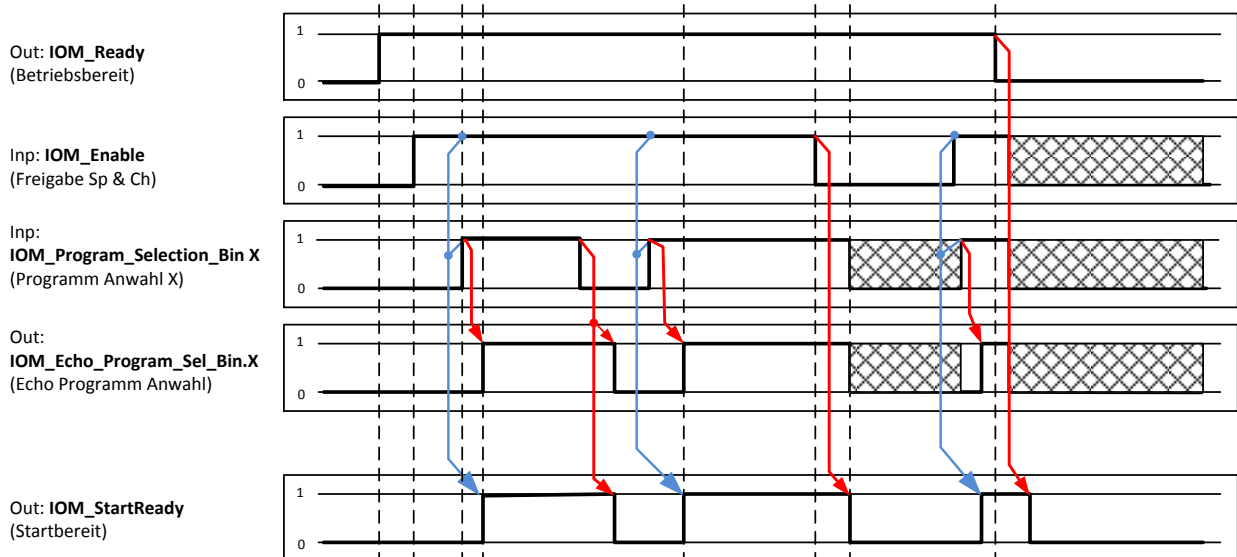 Out: IOM_Ready
(Betriebsbereit)
1
0
Inp: IOM_Enable
(Freigabe Sp & Ch)
1
0
Inp:
IOM_Program_Selection_Bin X
(Programm Anwahl X)
1
0
Out:
IOM_Echo_Program_Sel_Bin.X
(Echo Programm Anwahl)
1
0
Out: IOM_StartReady
(Startbereit)
1
0